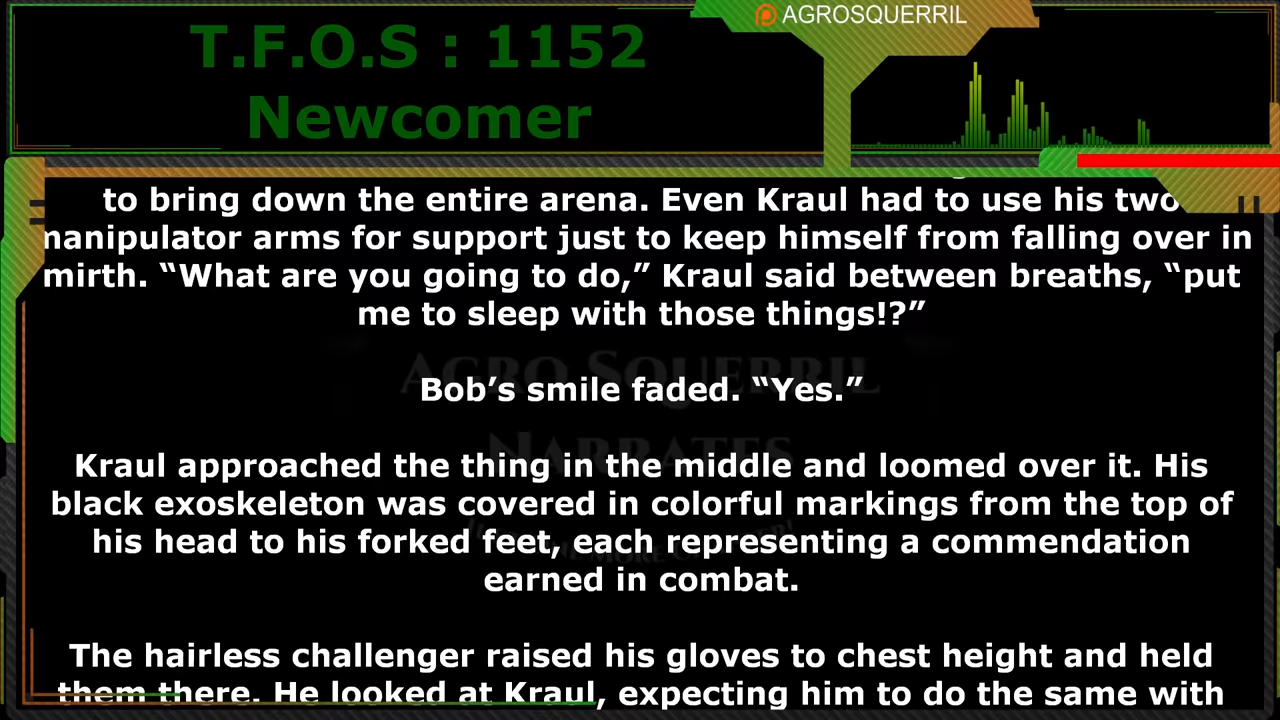 AGROSQUERRIL
T.F.O.S : 1152
Newcomer
to bring down the entire arena. Even Kraul had to use his two
manipulator arms for support just to keep himself from falling over in
mirth. “What are you going to do,” Kraul said between breaths, “put
me to sleep with those things!?”
AGRO SQUERRIL
Bob’s smile faded. “Yes.”
NARRATES
Kraul approached the thing in the middle and loomed over it. His
black exoskeleton was covered in colorful markings from the top of
his head to his forked feet, each representing a commendation
earned in combat.
The hairless challenger raised his gloves to chest height and held
them there. He looked at Kraul, expecting him to do the same with